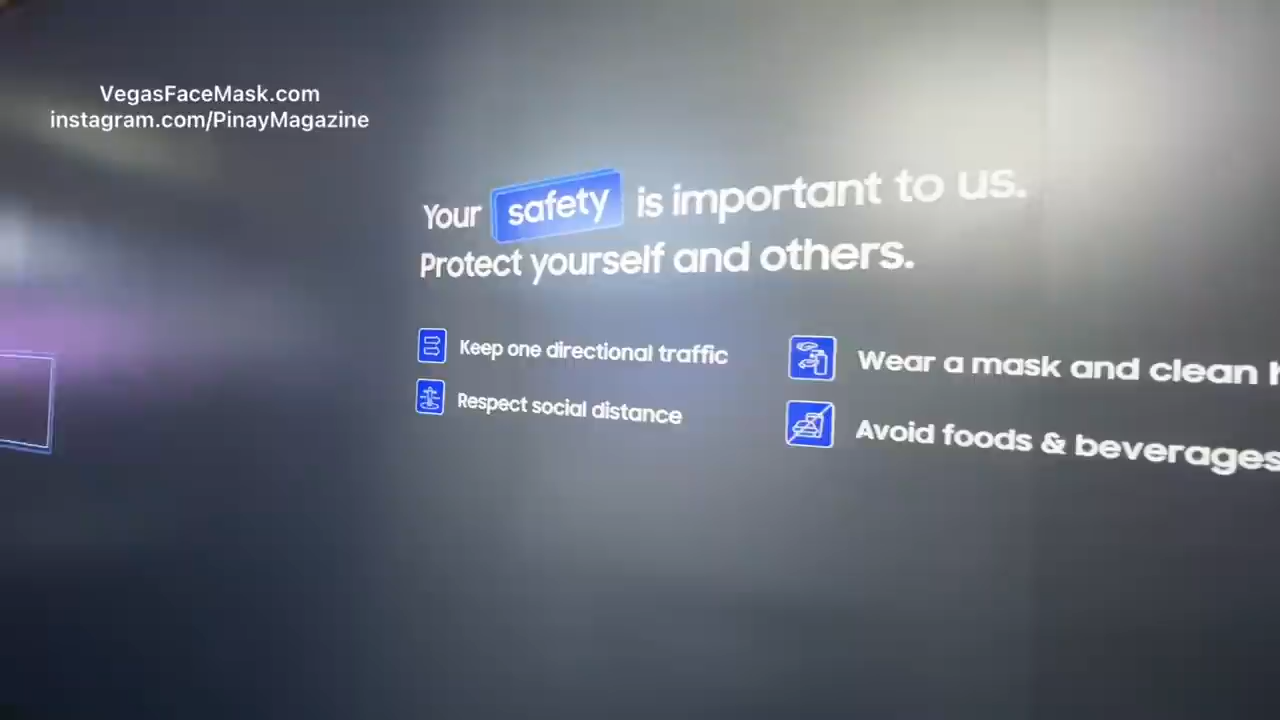 VegasFaceMask.com
instagram.com/PinayMagazine
Your safety is important to us.
Protect yourself and others.
Keep one directional traffic
Respect social distance
Wear a mask and clean
Avoid foods & beverages